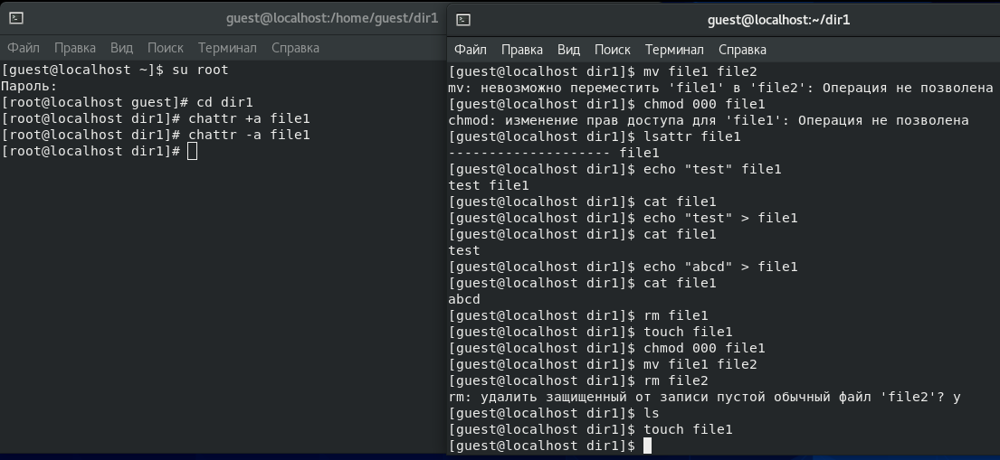 guest@localhost:/home/guest/dir1
Файл Правка Вид Поиск Терминал Справка
[guest@localhost ~]$ su root
Пароль:
[root@localhost guest]# cd dir1
[root@localhost dir1]# chattr +a file1
[root@localhost dir1]# chattr -a file1
[root@localhost dir1]#
guest@localhost:~/dir1
Файл Правка Вид Поиск Терминал Справка
[guest@localhost dir1]$ mv file1 file2
mv: невозможно переместить 'file1' в 'file2': Операция не позволена
[guest@localhost dir1]$ chmod 000 file1
chmod: изменение прав доступа для 'file1': Операция не позволена
[guest@localhost dir1]$ lsattr file1
-------------------- file1
[guest@localhost dir1]$ echo "test" file1
test file1
[guest@localhost dir1]$ cat file1
[guest@localhost dir1]$ echo "test" > file1
[guest@localhost dir1]$ cat file1
test
[guest@localhost dir1]$ echo "abcd" > file1
[guest@localhost dir1]$ cat file1
abcd
[guest@localhost dir1]$ rm file1
[guest@localhost dir1]$ touch file1
[guest@localhost dir1]$ chmod 000 file1
[guest@localhost dir1]$ mv file1 file2
[guest@localhost dir1]$ rm file2
rm: удалить защищенный от записи пустой обычный файл 'file2'? y
[guest@localhost dir1]$ ls
[guest@localhost dir1]$ touch file1
[guest@localhost dir1]$